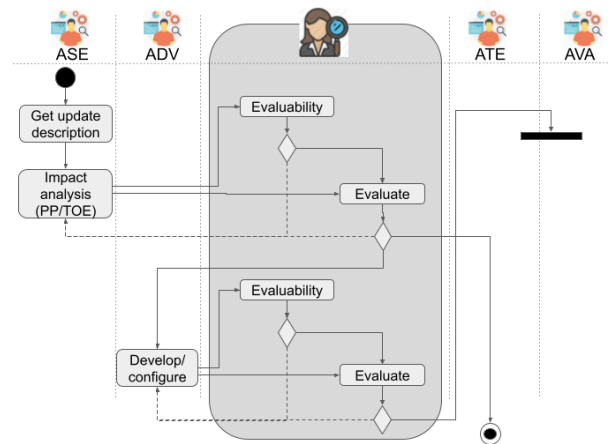 ASE
ADV
ATE
AVA
Get update
description
Evaluability
Impact
analysis
(PP/TOE)
Evaluate
Evaluability
Develop/
configure
Evaluate